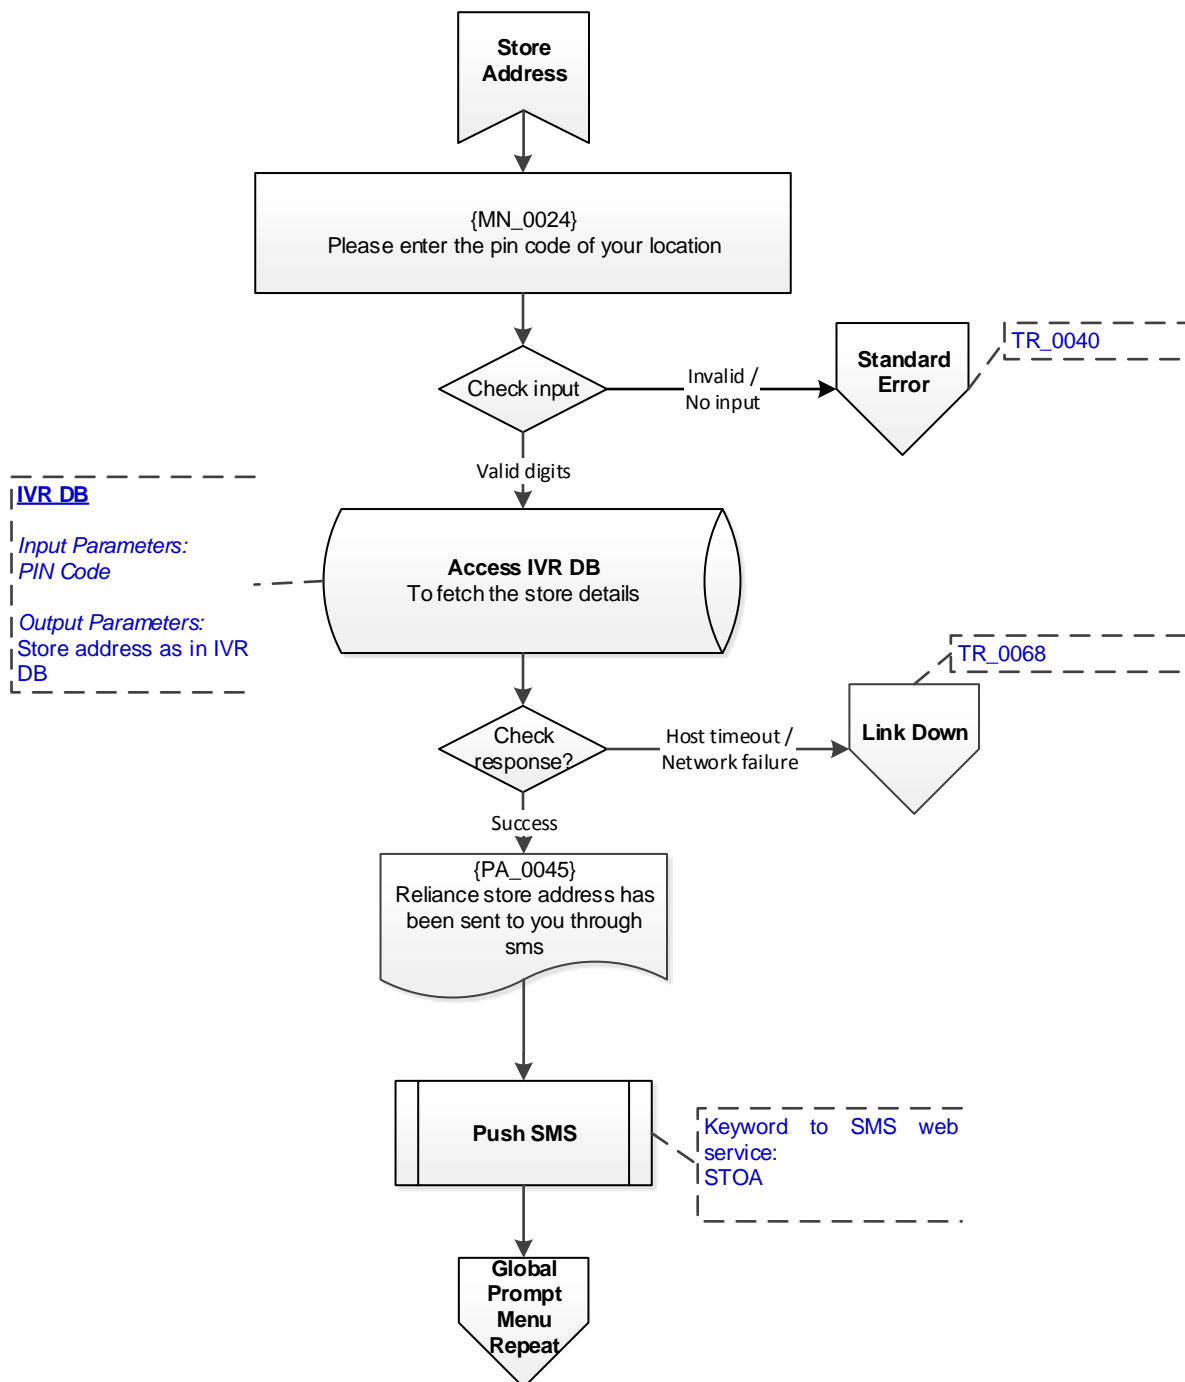 Store
Address
{MN_0024}
Please enter the pin code of your location
Check input
Invalid /
No input
Standard
Error
TR_0040
Valid digits
IVR DB
Input Parameters:
PIN Code
Output Parameters:
Store address as in IVR
DB
Access IVR DB
To fetch the store details
TR_0068
Check
response?
Host timeout /
Network failure
Link Down
Success
{PA_0045}
Reliance store address has
been sent to you through
sms
Push SMS
Keyword to SMS web
service:
STOA
Global
Prompt
Menu
Repeat